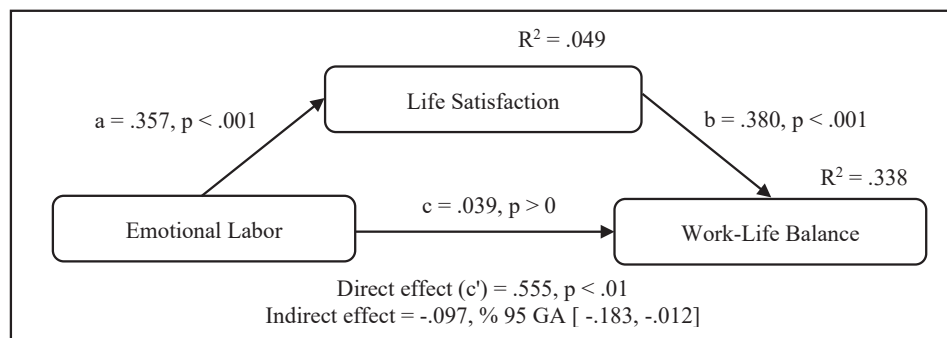 R² = .049
Life Satisfaction
a = .357, p < .001
b = .380, p < .001
R² = .338
c = .039, p > 0
Emotional Labor
Work-Life Balance
Direct effect (c') = .555, p < .01
Indirect effect = -.097, % 95 GA [ -.183, -.012]